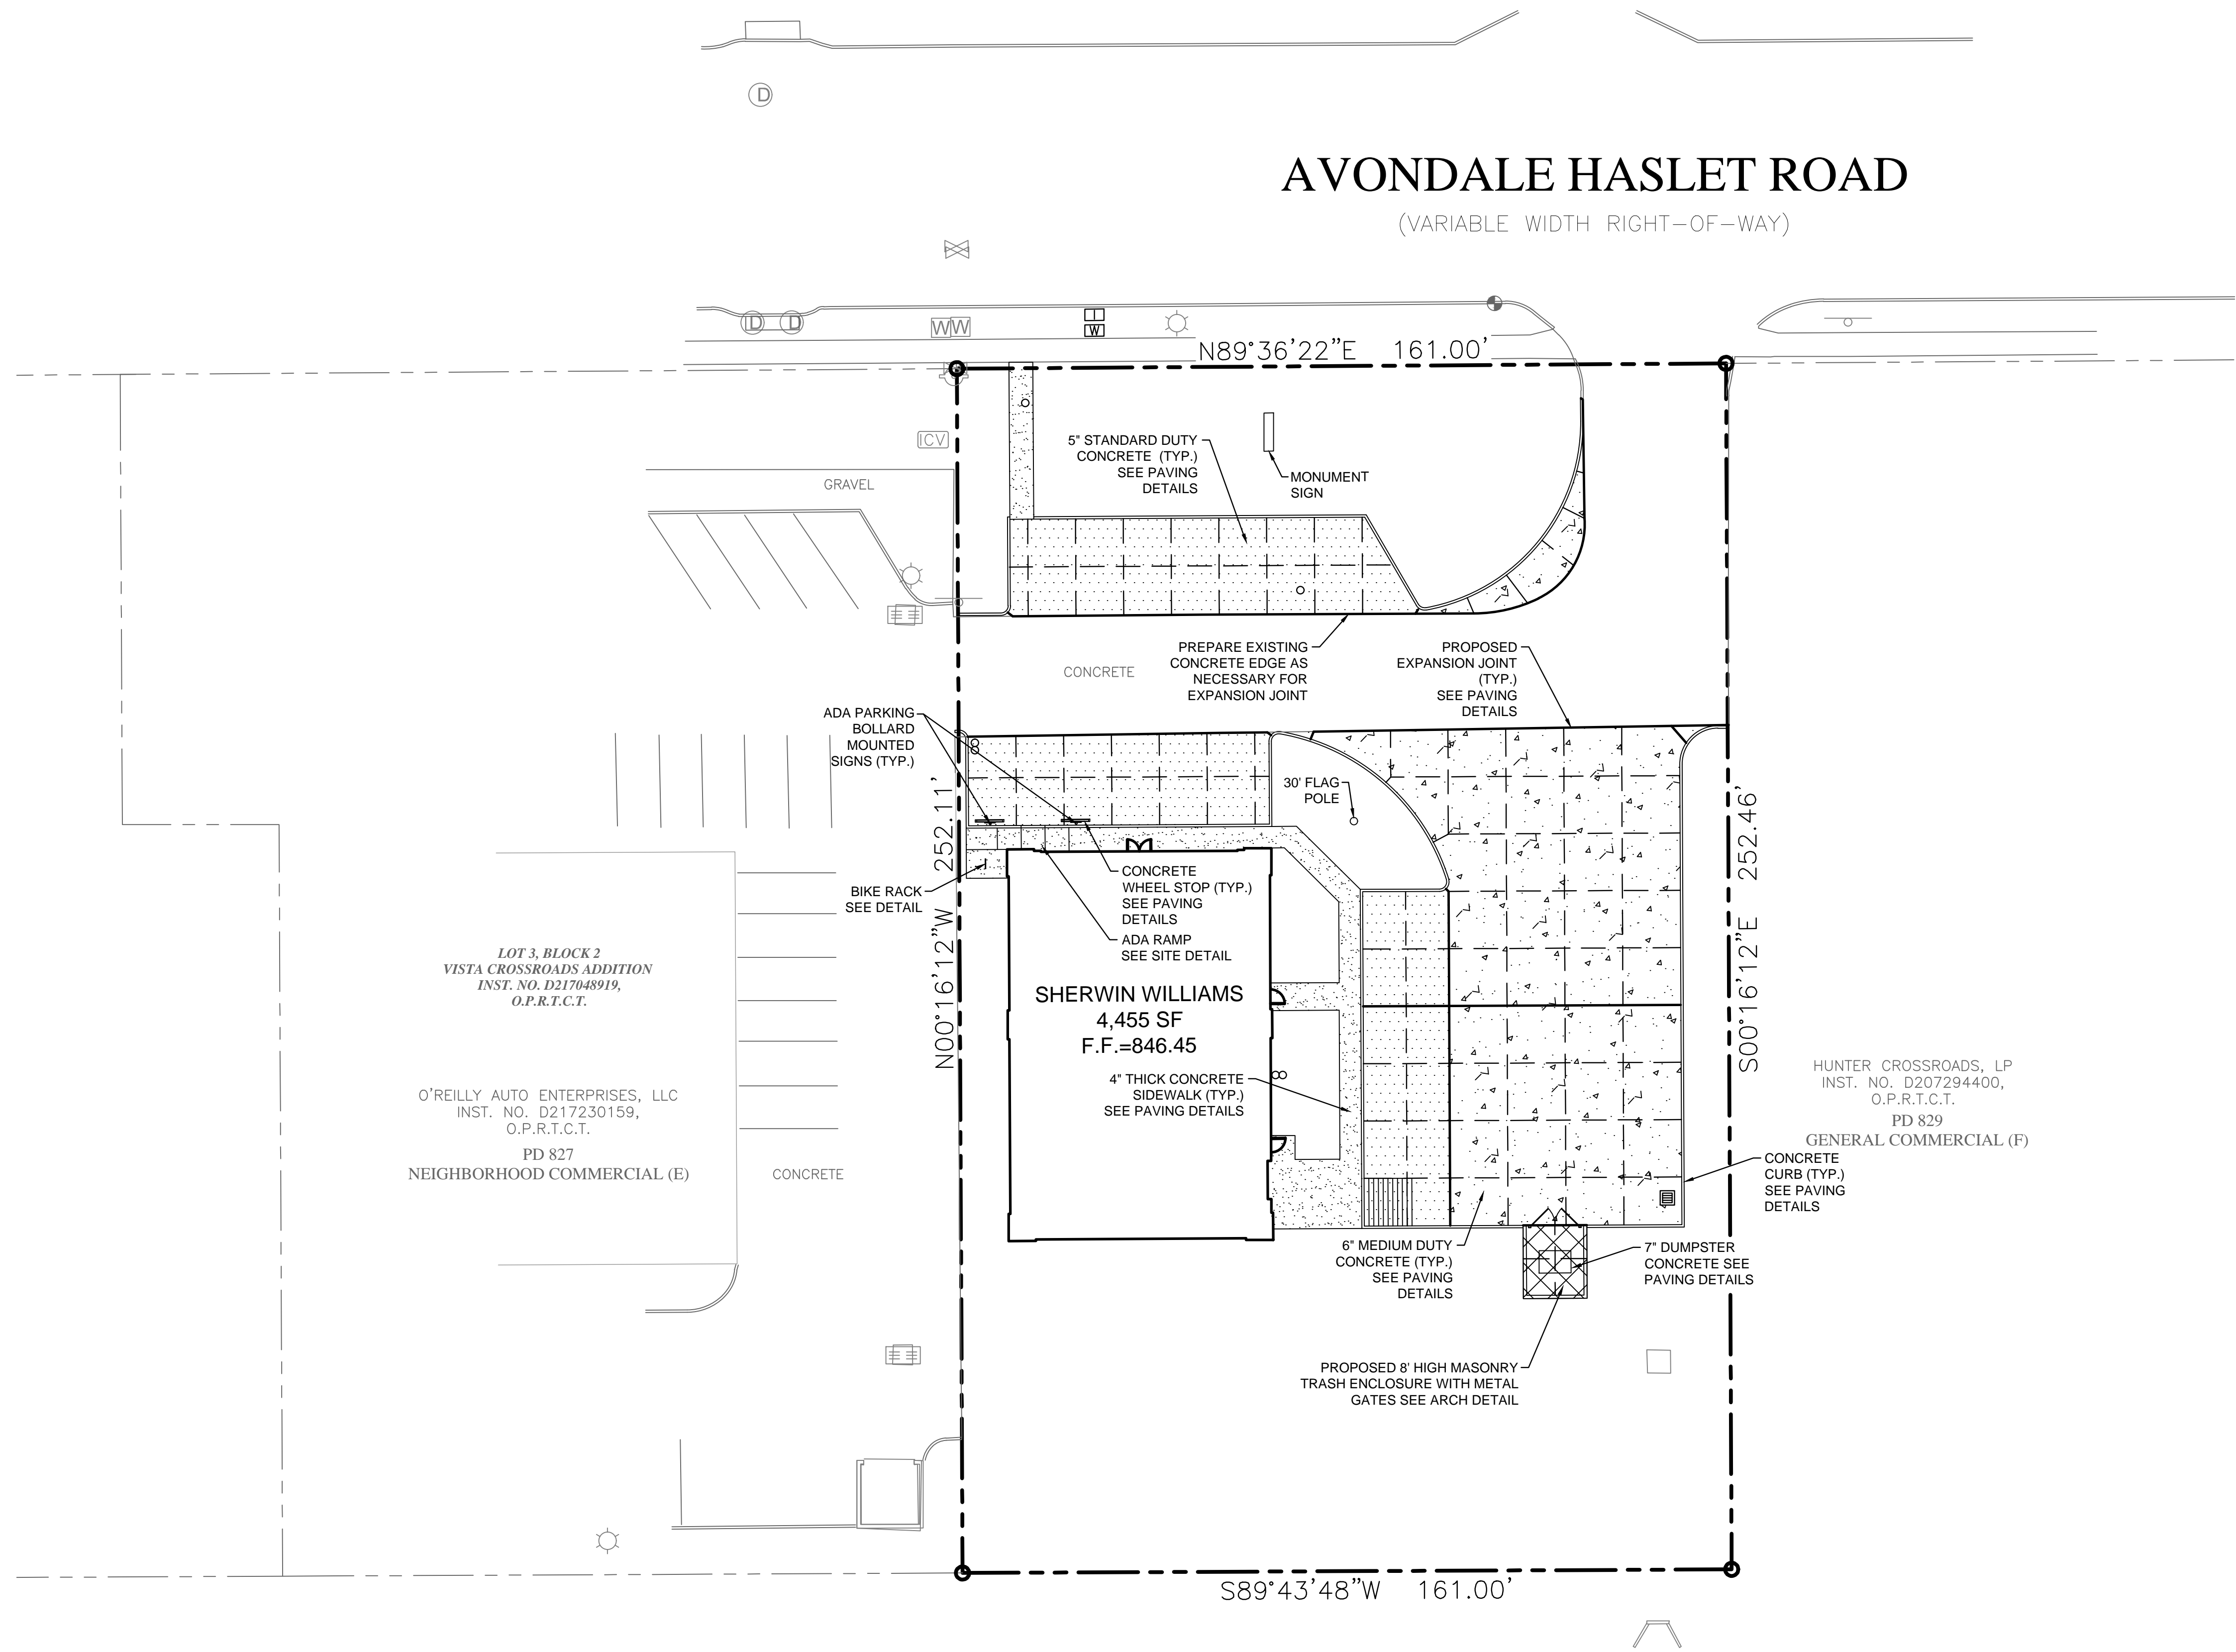 D
AVONDALE HASLET ROAD
(VARIABLE WIDTH RIGHT-OF-WAY)
D
D
W
W
I
W
N89°36'22"E 161.00'
ICV
5" STANDARD DUTY
CONCRETE (TYP.)
SEE PAVING
DETAILS
MONUMENT
SIGN
GRAVEL
PREPARE EXISTING
CONCRETE EDGE AS
NECESSARY FOR
EXPANSION JOINT
PROPOSED
EXPANSION JOINT
(TYP.)
SEE PAVING
DETAILS
CONCRETE
ADA PARKING
BOLLARD
MOUNTED
SIGNS (TYP.)
30' FLAG
POLE
N00°16'12"W 252.11'
S00°16'12"E 252.46'
BIKE RACK
SEE DETAIL
CONCRETE
WHEEL STOP (TYP.)
SEE PAVING
DETAILS
ADA RAMP
SEE SITE DETAIL
LOT 3, BLOCK 2
VISTA CROSSROADS ADDITION
INST. NO. D217048919,
O.P.R.T.C.T.
SHERWIN WILLIAMS
4,455 SF
F.F.=846.45
4" THICK CONCRETE
SIDEWALK (TYP.)
SEE PAVING DETAILS
O'REILLY AUTO ENTERPRISES, LLC
INST. NO. D217230159,
O.P.R.T.C.T.
PD 827
NEIGHBORHOOD COMMERCIAL (E)
CONCRETE
HUNTER CROSSROADS, LP
INST. NO. D207294400,
O.P.R.T.C.T.
PD 829
GENERAL COMMERCIAL (F)
CONCRETE
CURB (TYP.)
SEE PAVING
DETAILS
6" MEDIUM DUTY
CONCRETE (TYP.)
SEE PAVING
DETAILS
7" DUMPSTER
CONCRETE SEE
PAVING DETAILS
PROPOSED 8' HIGH MASONRY
TRASH ENCLOSURE WITH METAL
GATES SEE ARCH DETAIL
S89°43'48"W 161.00'